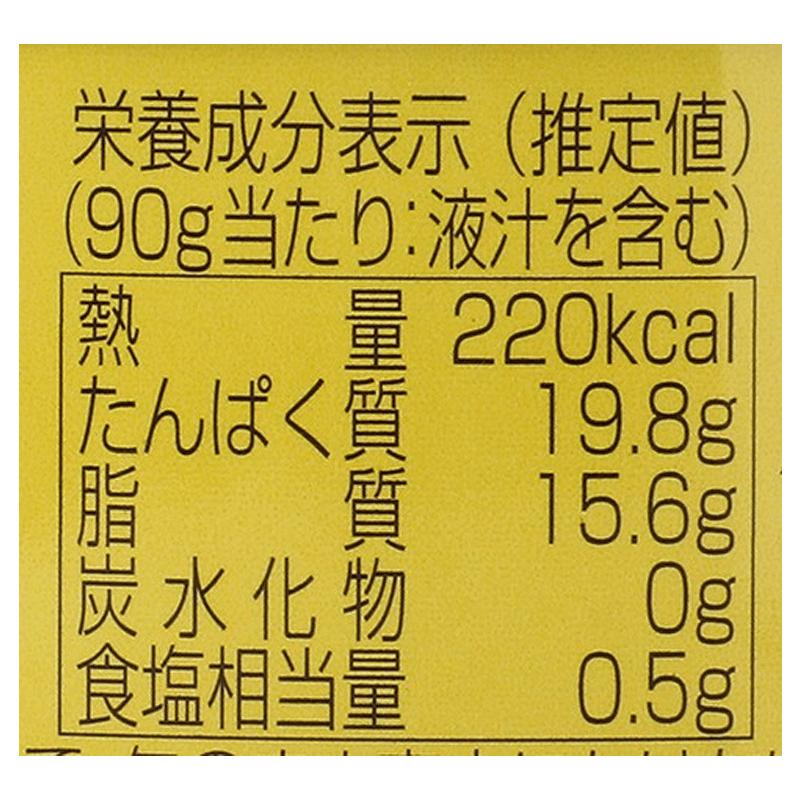 栄養成分表示（推定値）
（90g当たり：液汁を含む）
熱量 220kcal
たんぱく質 19.8g
脂質 15.6g
炭水化物 0g
食塩相当量 0.5g